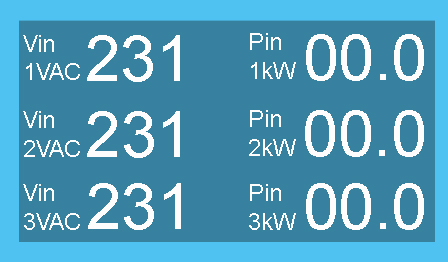 Vin 1VAC 231 Pin 1kW 00.0
Vin 2VAC 231 Pin 2kW 00.0
Vin 3VAC 231 Pin 3kW 00.0